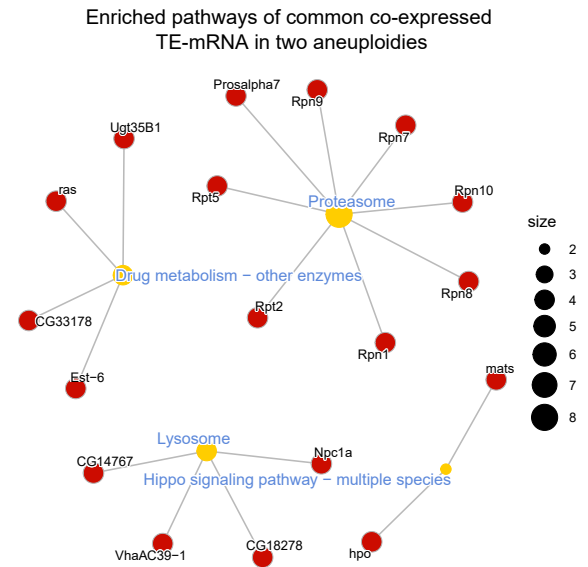 Enriched pathways of common co-expressed
TE-mRNA in two aneuploidies
Prosalpha7
Rpn9
Ugt35B1
Rpn7
ras
Rpt5
Proteasome
Rpn10
size
2
Drug metabolism − other enzymes
3
Rpn8
4
Rpt2
CG33178
5
Rpn1
6
mats
Est−6
7
8
Lysosome
CG14767
Npc1a
Hippo signaling pathway − multiple species
VhaAC39−1
CG18278
hpo